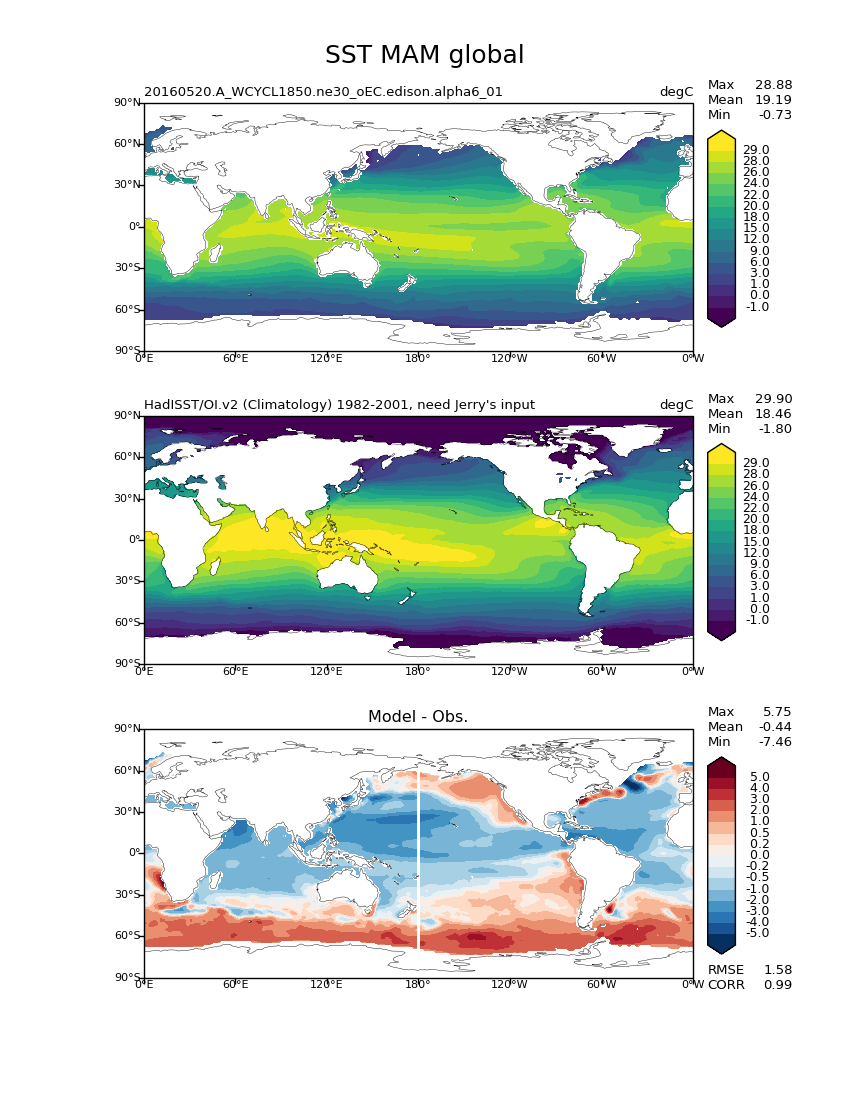 SST MAM global
20160520.A_WCYCL1850.ne30_oEC.edison.alpha6_01 degC
Max 28.88
Mean 19.19
Min -0.73
90°N
60°N
30°N
0°
30°S
60°S
90°S
0°E 60°E 120°E 180° 120°W 60°W 0°W
29.0
28.0
26.0
24.0
22.0
20.0
18.0
15.0
12.0
9.0
6.0
3.0
1.0
0.0
-1.0
HadISST/OI.v2 (Climatology) 1982-2001, need Jerry's input degC
Max 29.90
Mean 18.46
Min -1.80
90°N
60°N
30°N
0°
30°S
60°S
90°S
0°E 60°E 120°E 180° 120°W 60°W 0°W
29.0
28.0
26.0
24.0
22.0
20.0
18.0
15.0
12.0
9.0
6.0
3.0
1.0
0.0
-1.0
Model - Obs.
Max 5.75
Mean -0.44
Min -7.46
90°N
60°N
30°N
0°
30°S
60°S
90°S
0°E 60°E 120°E 180° 120°W 60°W 0°W
5.0
4.0
3.0
2.0
1.0
0.5
0.2
0.0
-0.2
-0.5
-1.0
-2.0
-3.0
-4.0
-5.0
RMSE 1.58
CORR 0.99